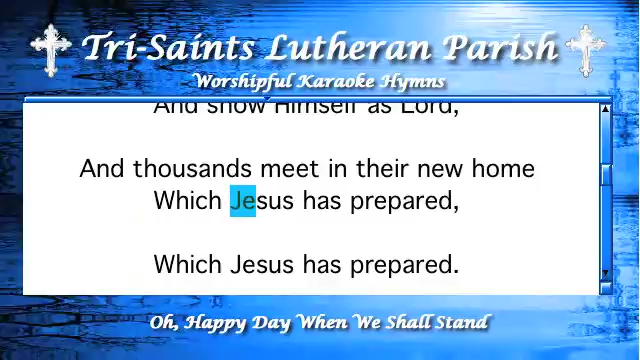 Tri-Saints Lutheran Parish
Worshipful Karaoke Hymns
And show Himself as Lord,
And thousands meet in their new home
Which Jesus has prepared,
Which Jesus has prepared.
Oh, Happy Day When We Shall Stand